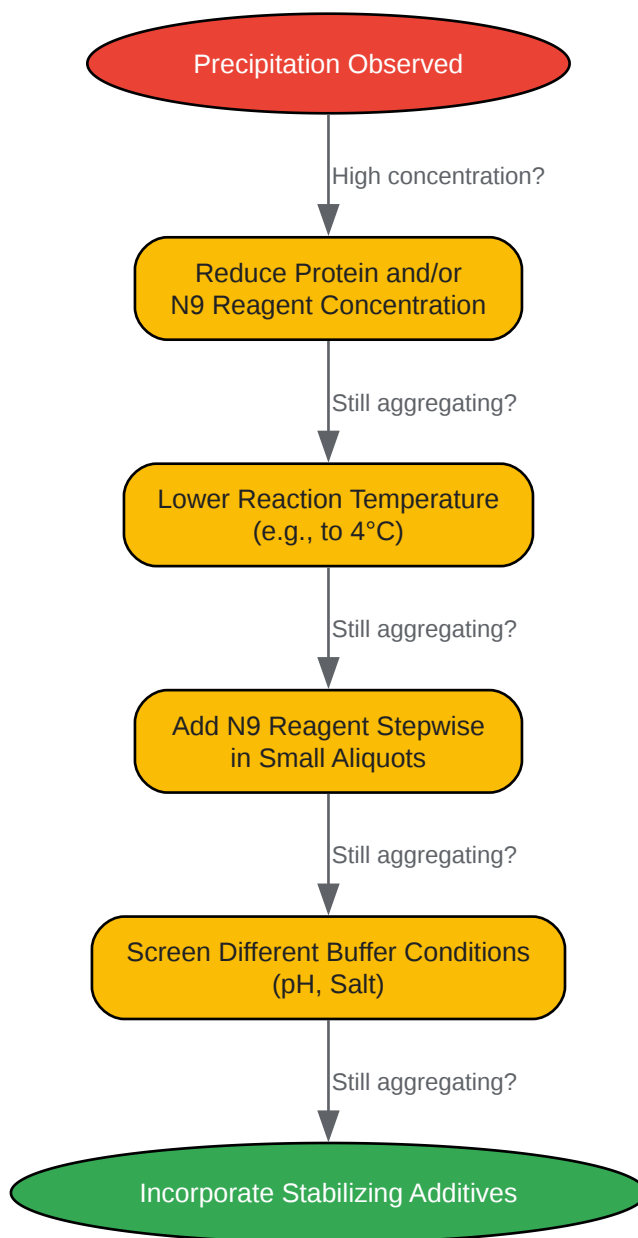 Precipitation Observed
High concentration?
Reduce Protein and/or
N9 Reagent Concentration
Still aggregating?
Lower Reaction Temperature
(e.g., to 4°C)
Still aggregating?
Add N9 Reagent Stepwise
in Small Aliquots
Still aggregating?
Screen Different Buffer Conditions
(pH, Salt)
Still aggregating?
Incorporate Stabilizing Additives